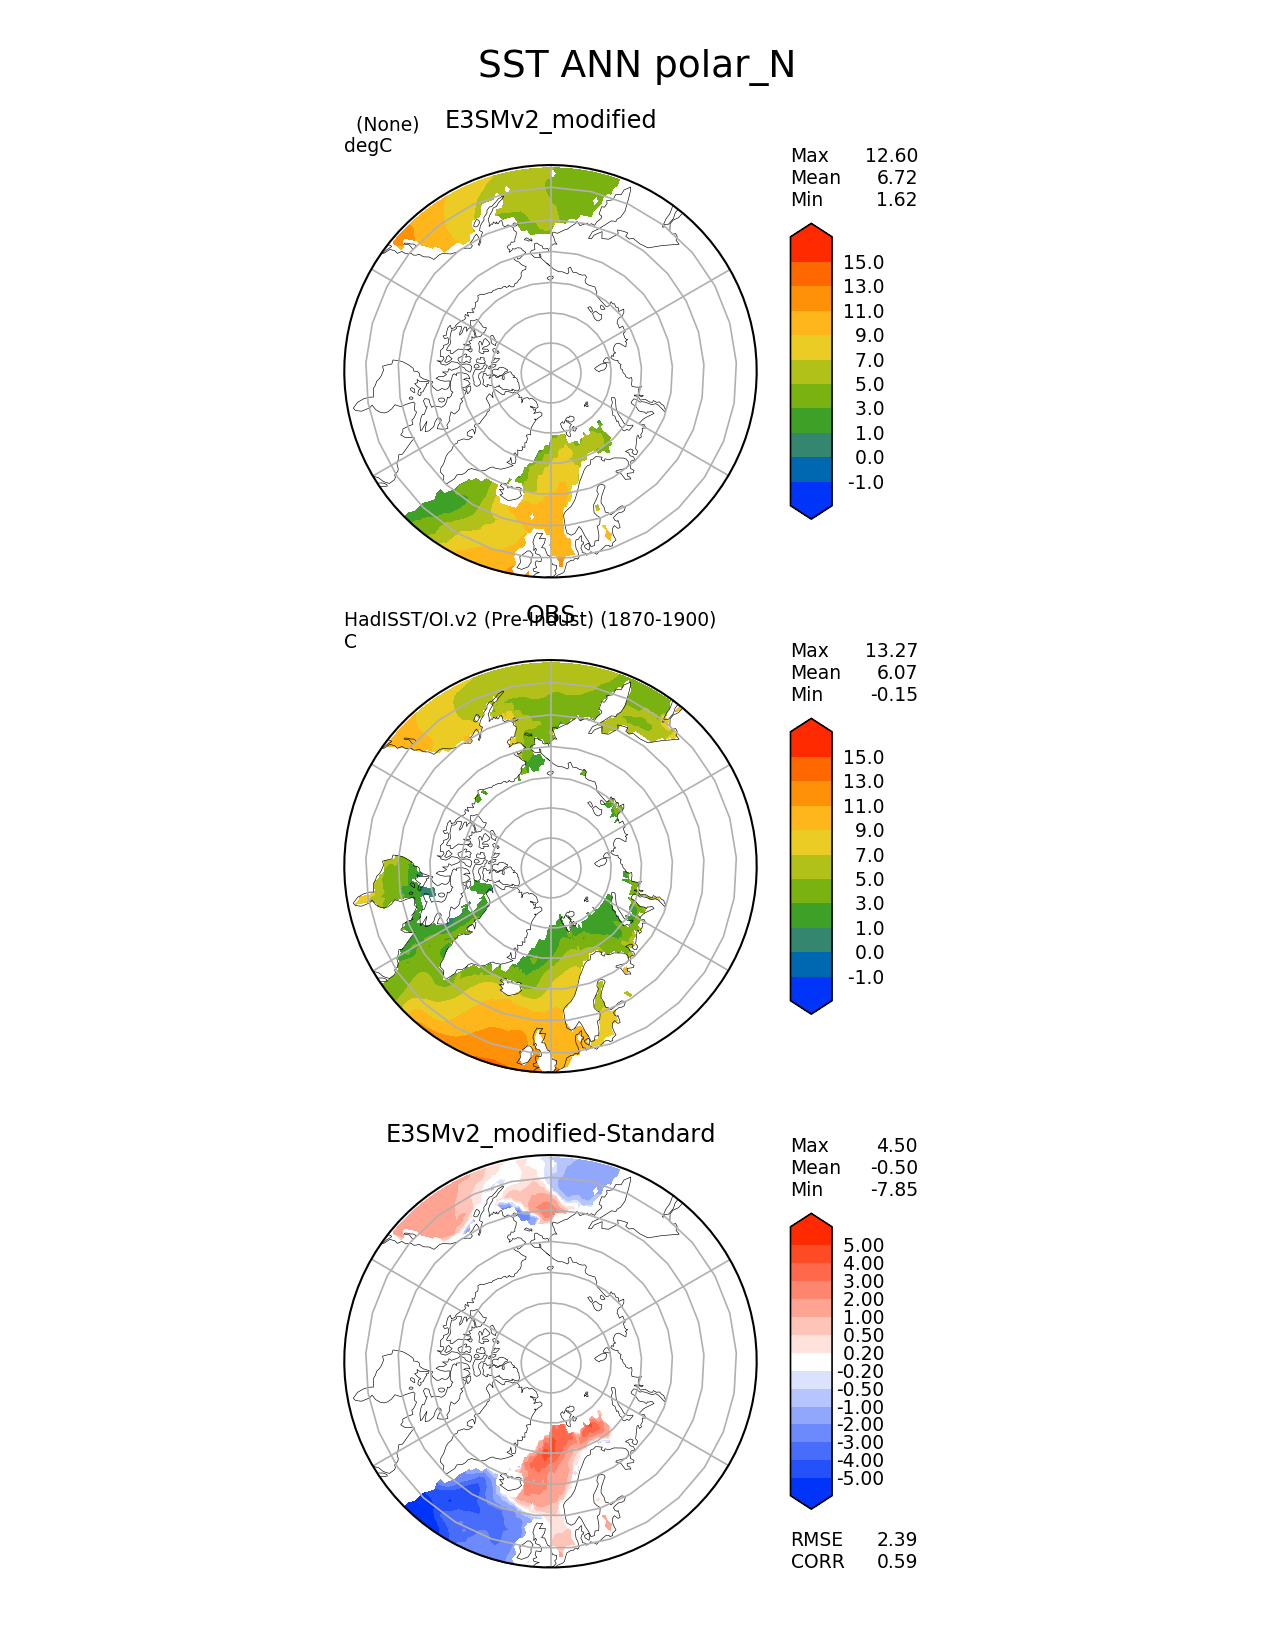 SST ANN polar_N
E3SMv2_modified
(None)
degC
Max 12.60
Mean 6.72
Min 1.62
15.0
13.0
11.0
9.0
7.0
5.0
3.0
1.0
0.0
-1.0
OBS
HadISST/OI.v2 (Pre-Indust) (1870-1900)
C
Max 13.27
Mean 6.07
Min -0.15
15.0
13.0
11.0
9.0
7.0
5.0
3.0
1.0
0.0
-1.0
E3SMv2_modified-Standard
Max 4.50
Mean -0.50
Min -7.85
5.00
4.00
3.00
2.00
1.00
0.50
0.20
-0.20
-0.50
-1.00
-2.00
-3.00
-4.00
-5.00
RMSE 2.39
CORR 0.59